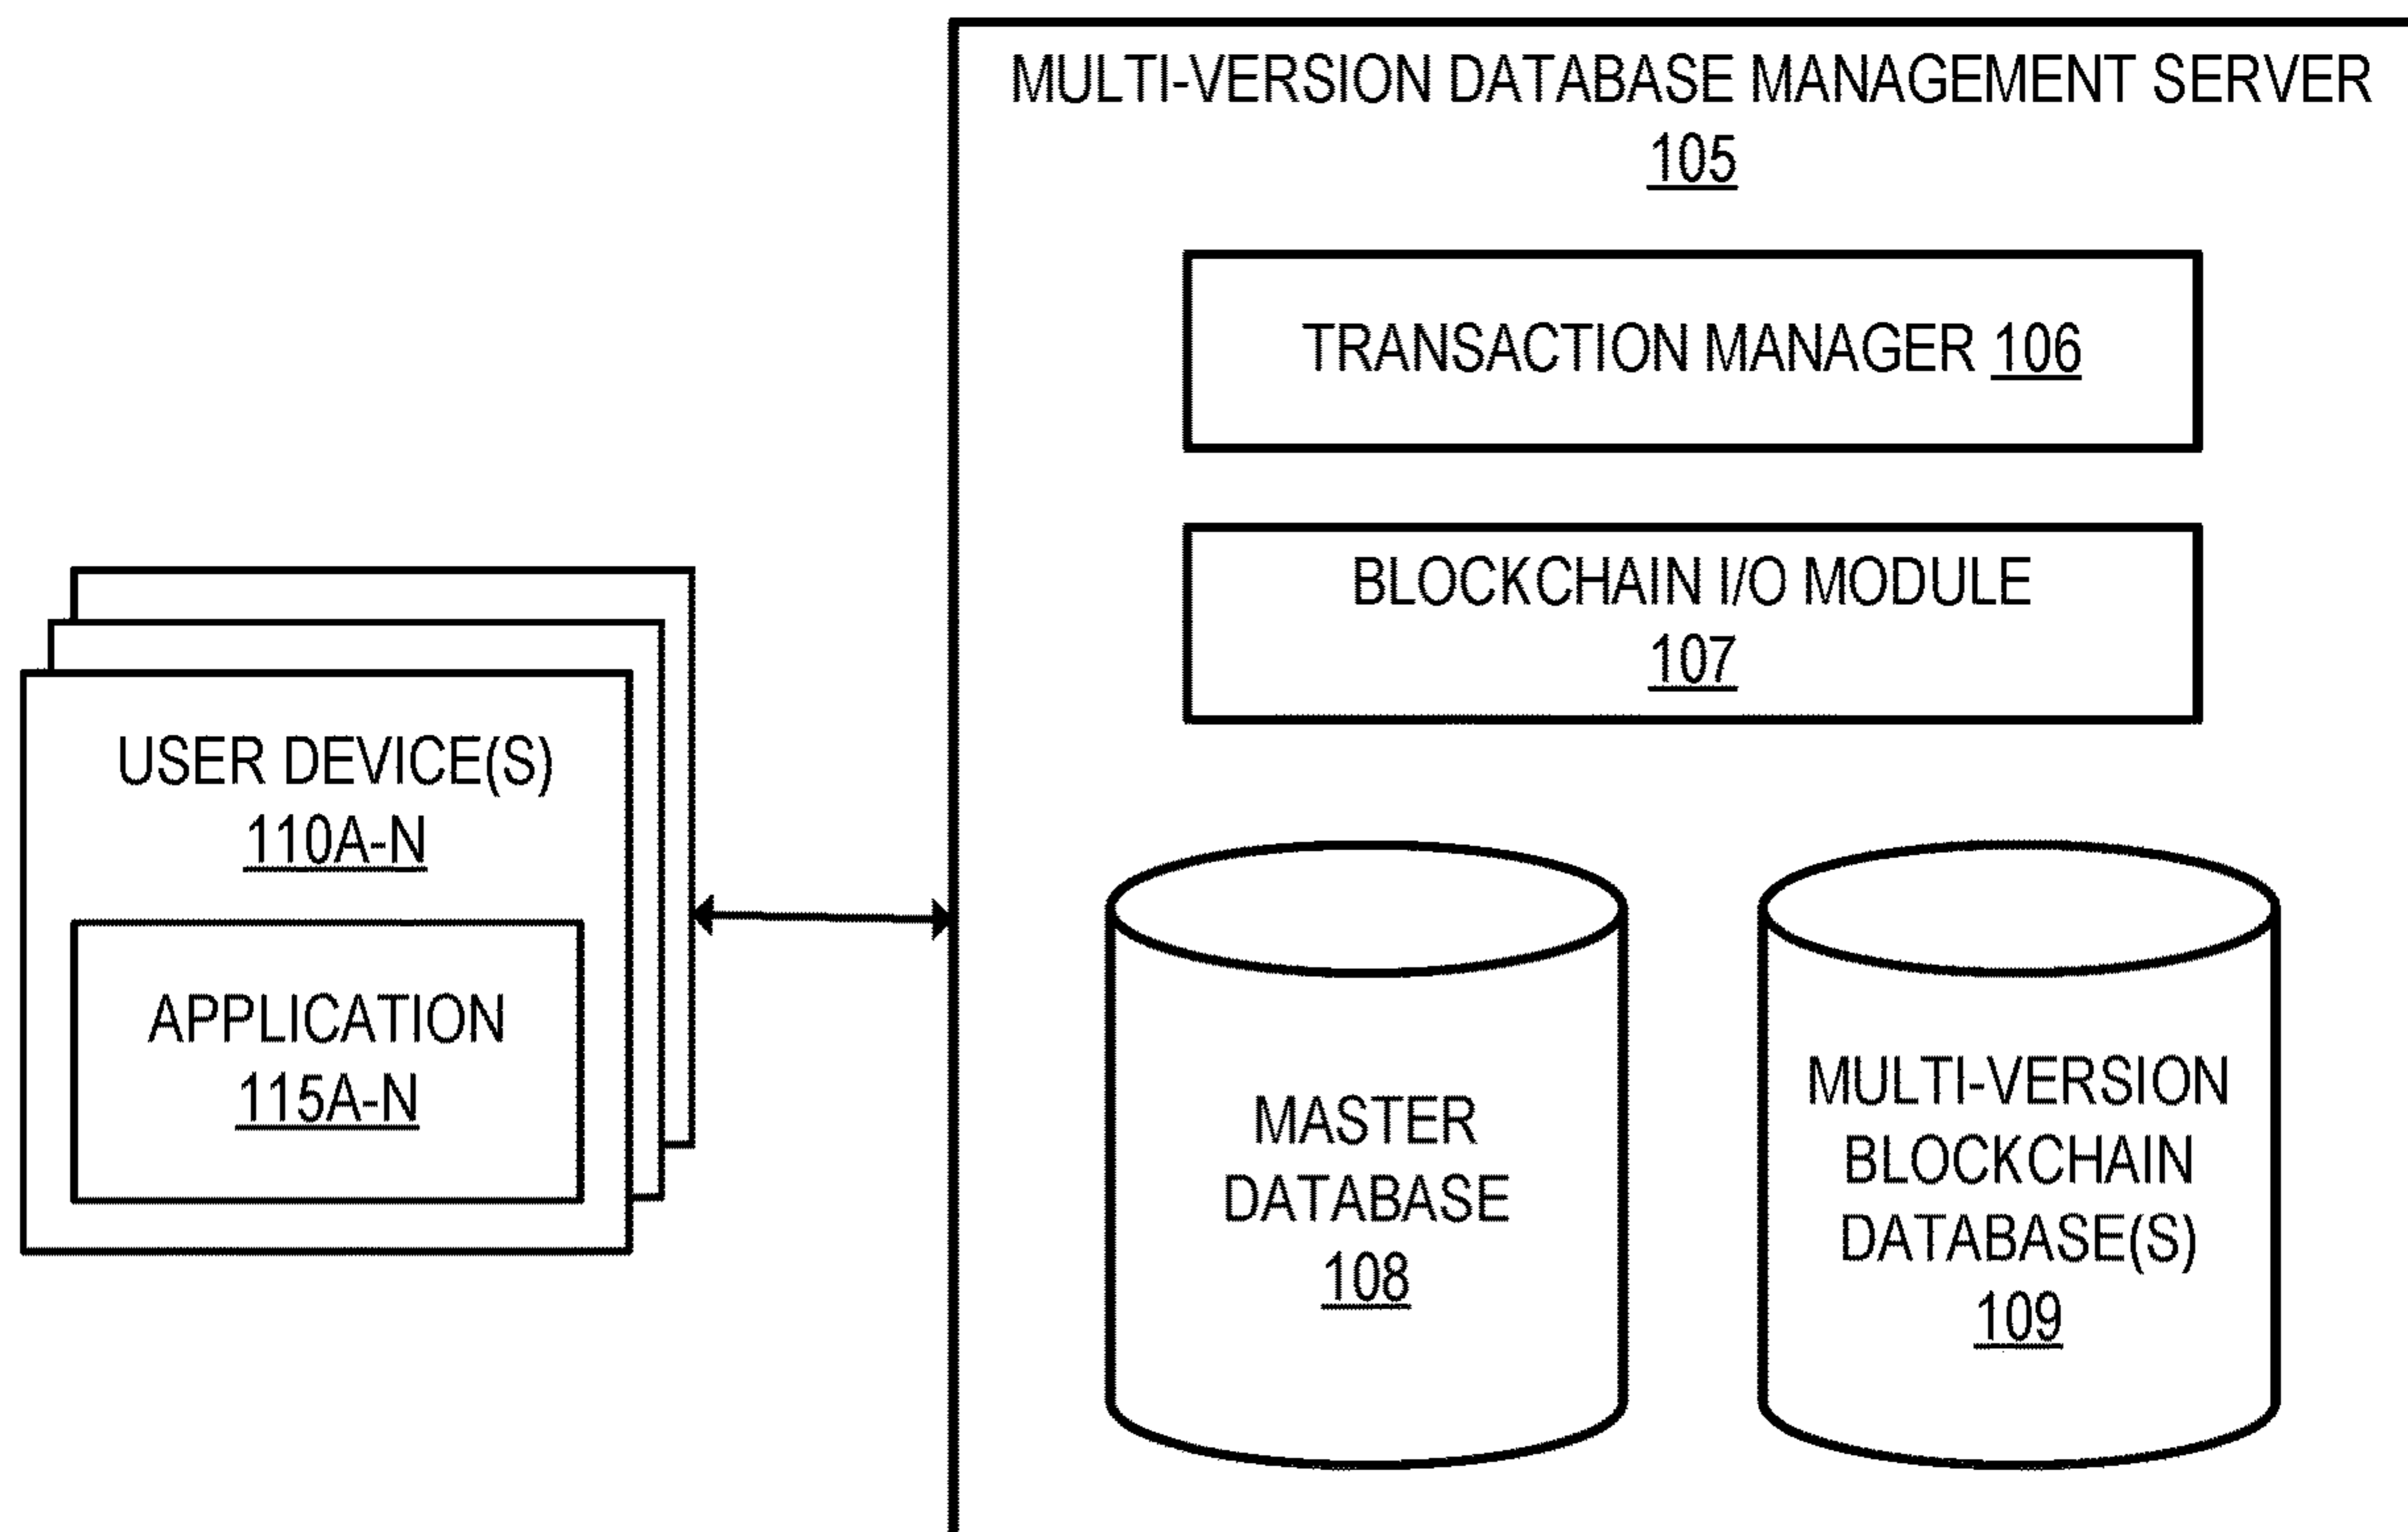 MULTI-VERSION DATABASE MANAGEMENT SERVER
105
TRANSACTION MANAGER 106
BLOCKCHAIN I/O MODULE
107
USER DEVICE(S)
110A-N
APPLICATION
115A-N
MASTER
DATABASE
108
MULTI-VERSION
BLOCKCHAIN
DATABASE(S)
109